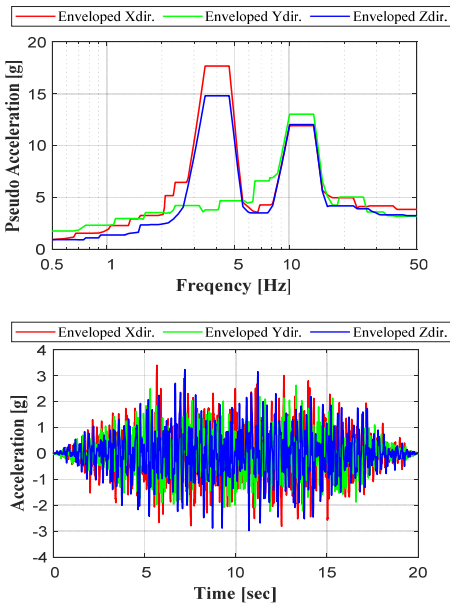 Enveloped Xdir. Enveloped Ydir. Enveloped Zdir.
20
15
10
5
0
Pseudo Acceleration [g]
0.5 1 5 10 50
Freqency [Hz]
Enveloped Xdir. Enveloped Ydir. Enveloped Zdir.
4
3
2
1
0
-1
-2
-3
-4
Acceleration [g]
0 5 10 15 20
Time [sec]